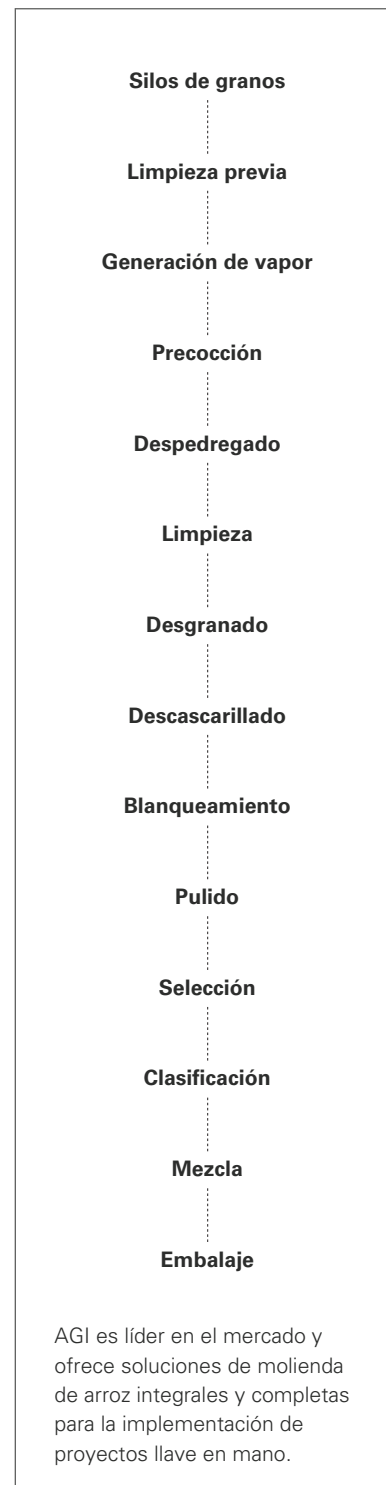 Silos de granos
Limpieza previa
Generación de vapor
Precocción
Despedregado
Limpieza
Desgranado
Descascarillado
Blanqueamiento
Pulido
Selección
Clasificación
Mezcla
Embalaje
AGI es líder en el mercado y
ofrece soluciones de molienda
de arroz integrales y completas
para la implementación de
proyectos llave en mano.